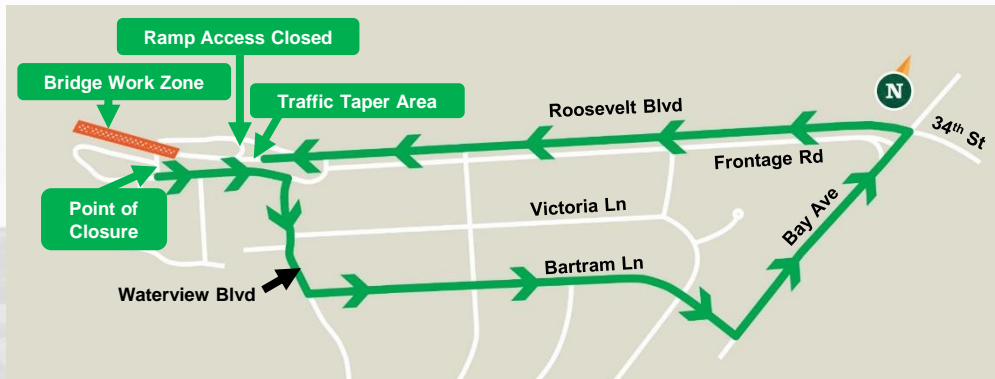 Ramp Access Closed
Bridge Work Zone
Traffic Taper Area
N
Roosevelt Blvd
34th St
Frontage Rd
Point of
Closure
Victoria Ln
Bay Ave
Bartram Ln
Waterview Blvd